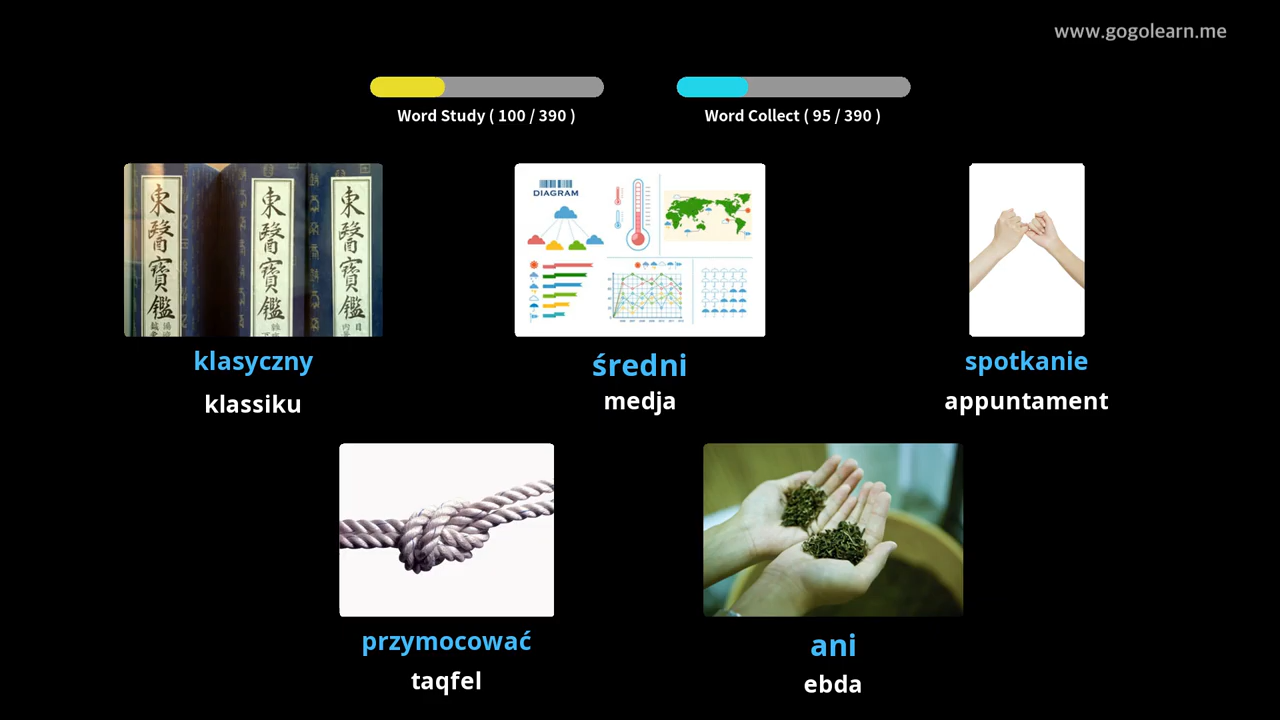 www.gogolearn.me
Word Study ( 100 / 390 )
Word Collect ( 95 / 390 )
東醫寶鑑
東醫寶鑑
東醫寶鑑
DIAGRAM
klasyczny
klassiku
średni
medja
spotkanie
appuntament
przymocować
taqfel
ani
ebda